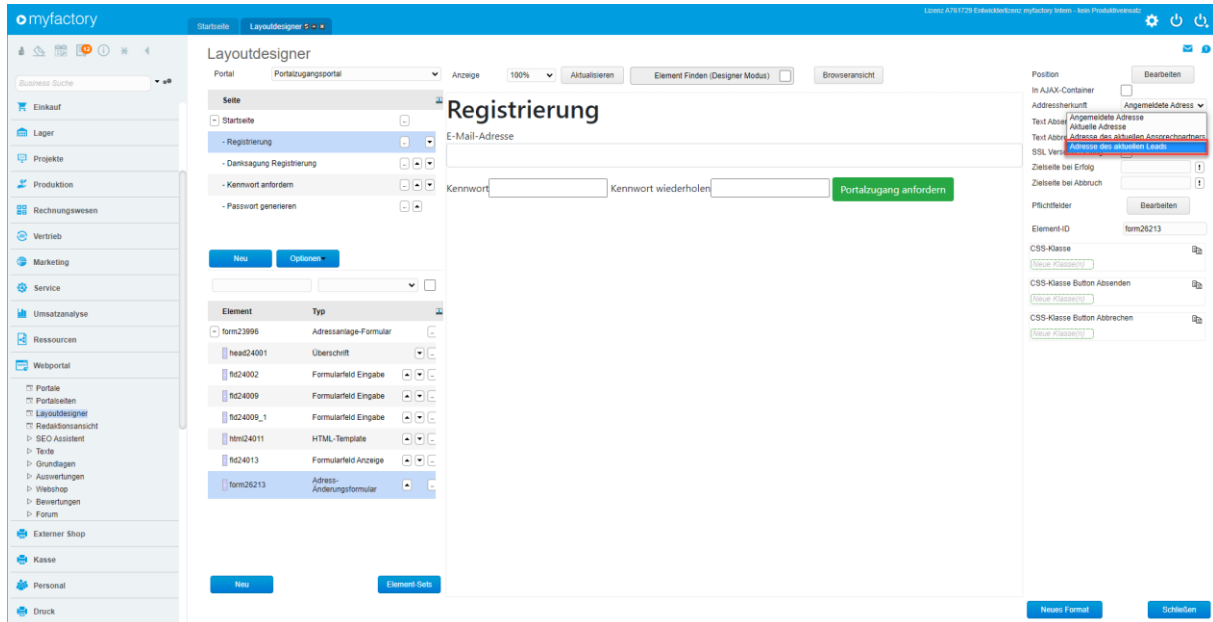 myfactory
Lizenz A761729 Entwicklerlizenz myfactory Intern - kein Produktiveinsatz
Startseite
Layoutdesigner
12
Business Suche
Einkauf
Lager
Projekte
Produktion
Rechnungswesen
Vertrieb
Marketing
Service
Umsatzanalyse
Ressourcen
Webportal
Portale
Portalseiten
Layoutdesigner
Redaktionsansicht
SEO Assistent
Texte
Grundlagen
Auswertungen
Webshop
Bewertungen
Forum
Externer Shop
Kasse
Personal
Druck
Layoutdesigner
Portal Portalzugangsportal
Seite
Startseite
- Registrierung
- Danksagung Registrierung
- Kennwort anfordern
- Passwort generieren
Neu Optionen
Element Typ
form23996 Adressanlage-Formular
head24001 Überschrift
fld24002 Formularfeld Eingabe
fld24009 Formularfeld Eingabe
fld24009_1 Formularfeld Eingabe
html24011 HTML-Template
fld24013 Formularfeld Anzeige
form26213 Adress-
Änderungsformular
Neu Element-Sets
Anzeige 100% Aktualisieren Element Finden (Designer Modus) Browseransicht
Registrierung
E-Mail-Adresse
Kennwort Kennwort wiederholen Portalzugang anfordern
Position Bearbeiten
In AJAX-Container
Addressherkunft Angemeldete Adress
Text Abse
Angemeldete Adresse
Aktuelle Adresse
Text Abbre
Adresse des aktuellen Ansprechpartners
Adresse des aktuellen Leads
SSL Vers
Zielseite bei Erfolg
Zielseite bei Abbruch
Pflichtfelder Bearbeiten
Element-ID form26213
CSS-Klasse
[Neue Klasse(n)]
CSS-Klasse Button Absenden
[Neue Klasse(n)]
CSS-Klasse Button Abbrechen
[Neue Klasse(n)]
Neues Format Schließen